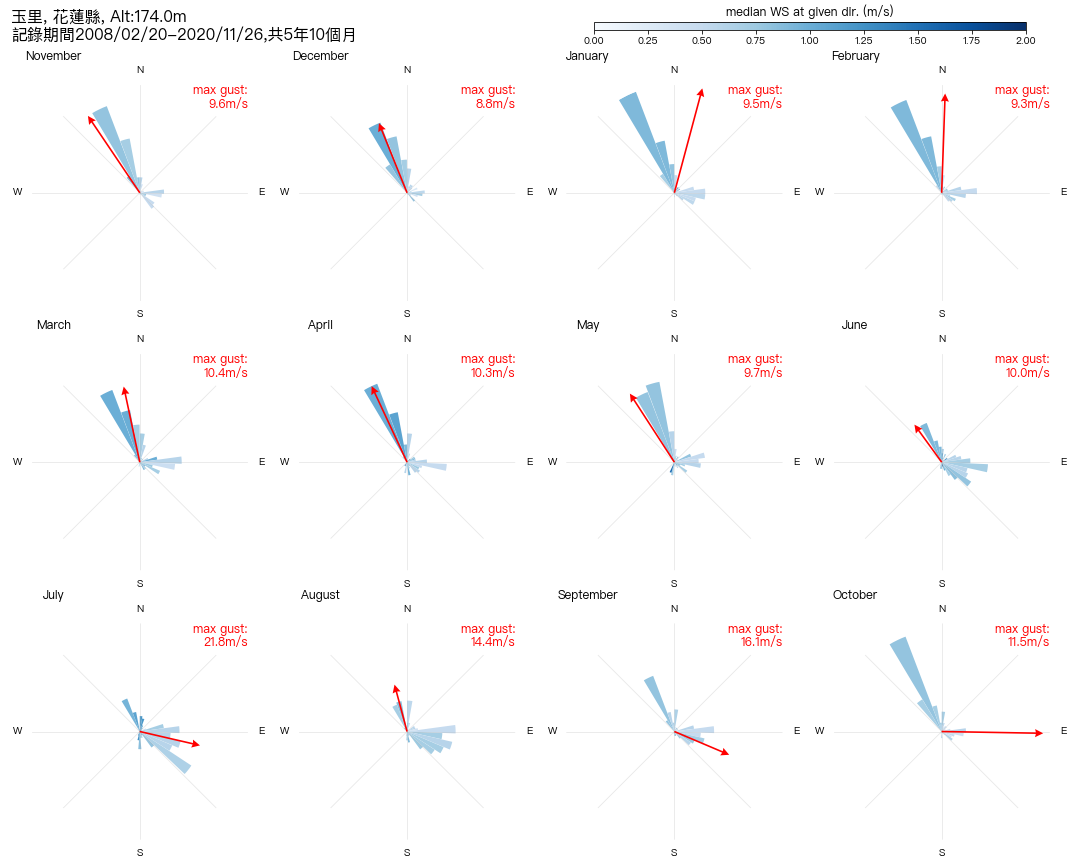 玉里, 花蓮縣, Alt:174.0m
記錄期間2008/02/20-2020/11/26,共5年10個月
median WS at given dir. (m/s)
0.00 0.25 0.50 0.75 1.00 1.25 1.50 1.75 2.00
November
N
max gust:
9.6m/s
W
E
S
December
N
max gust:
8.8m/s
W
E
S
January
N
max gust:
9.5m/s
W
E
S
February
N
max gust:
9.3m/s
W
E
S
March
N
max gust:
10.4m/s
W
E
S
April
N
max gust:
10.3m/s
W
E
S
May
N
max gust:
9.7m/s
W
E
S
June
N
max gust:
10.0m/s
W
E
S
July
N
max gust:
21.8m/s
W
E
S
August
N
max gust:
14.4m/s
W
E
S
September
N
max gust:
16.1m/s
W
E
S
October
N
max gust:
11.5m/s
W
E
S